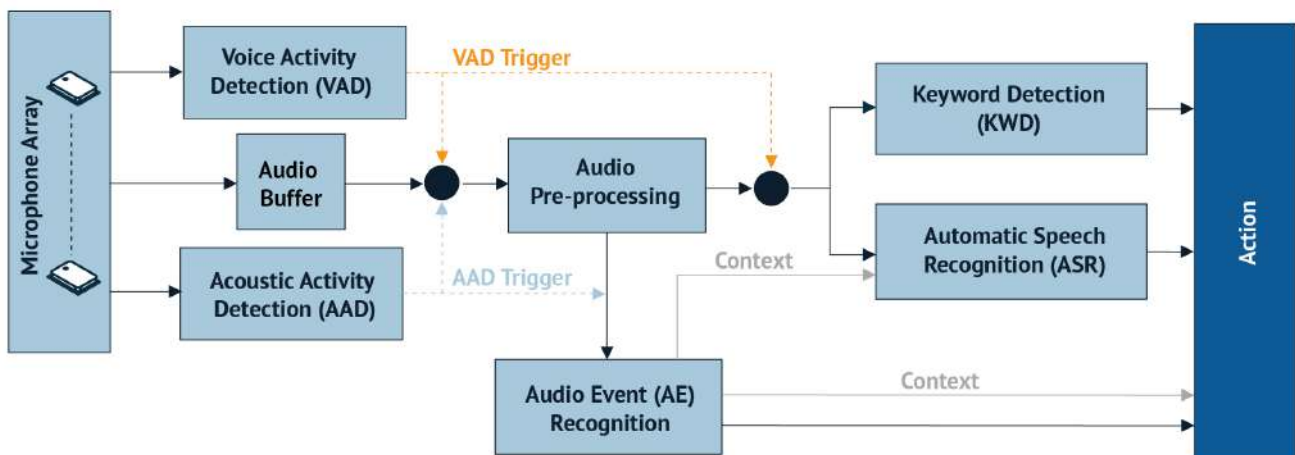 Microphone Array
Voice Activity
Detection (VAD)
VAD Trigger
Audio
Buffer
Audio
Pre-processing
Acoustic Activity
Detection (AAD)
AAD Trigger
Keyword Detection
(KWD)
Automatic Speech
Recognition (ASR)
Context
Audio Event (AE)
Recognition
Context
Action